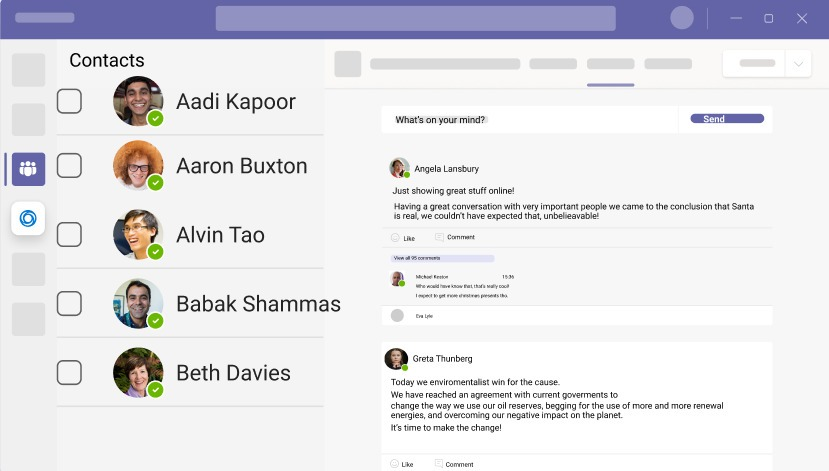 Contacts
Aadi Kapoor
Aaron Buxton
Alvin Tao
Babak Shammas
Beth Davies
What's on your mind?
Send
Angela Lansbury
Just showing great stuff online!
Having a great conversation with very important people we came to the conclusion that Santa
is real, we couldn't have expected that, unbelieavable!
Like Comment
View all 95 comments
Michael Keaton 15:36
Who would have know that, that's really cool!
I expect to get more christmas presents tho.
Eva Lyle
Greta Thunberg
Today we enviromentalist win for the cause.
We have reached an agreement with current goverments to
change the way we use our oil reserves, begging for the use of more and more renewal
energies, and overcoming our negative impact on the planet.
It's time to make the change!
Like Comment